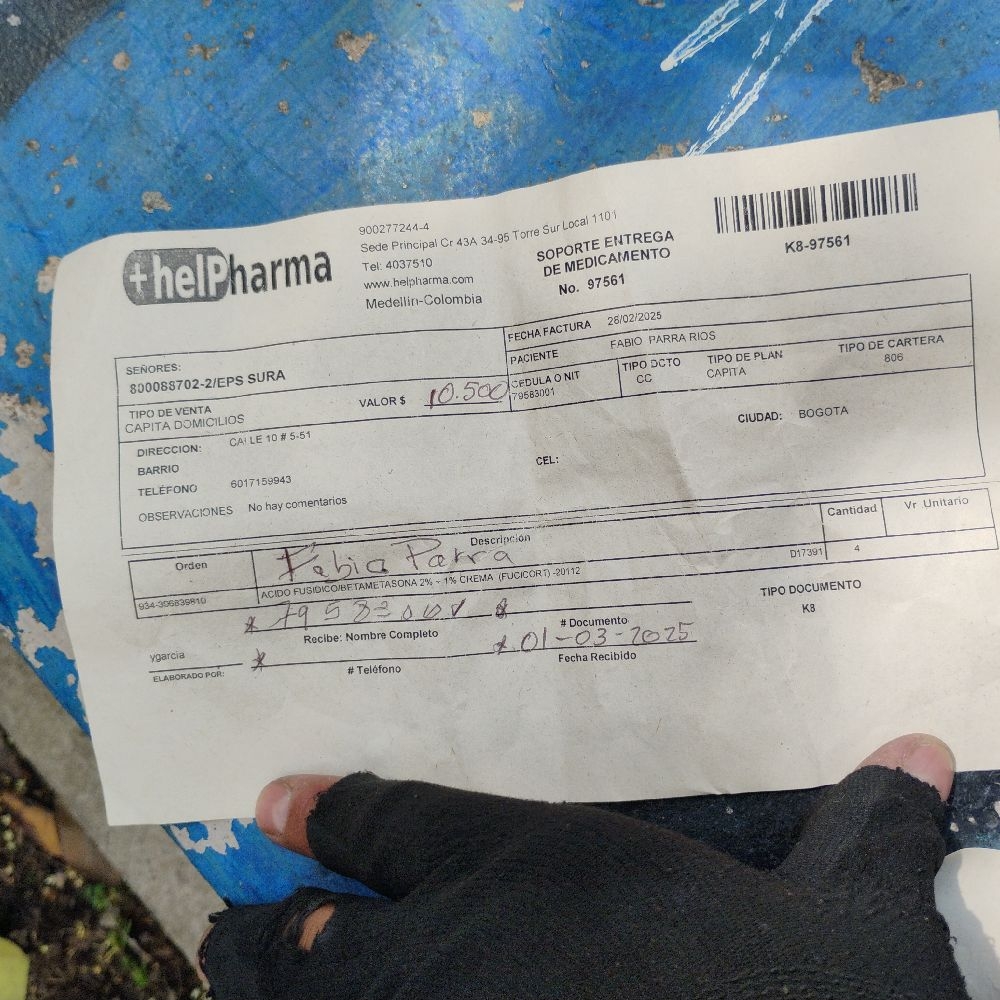 +helPharma
900277244-4
Sede Principal Cr 43A 34-95 Torre Sur Local 1101
Tel: 4037510
www.helpharma.com
Medellin-Colombia
SOPORTE ENTREGA
DE MEDICAMENTO
No. 97561
K8-97561
SEÑORES:
800088702-2/EPS SURA
FECHA FACTURA 26/02/2025
PACIENTE FABIO PARRA RIOS
TIPO DE VENTA
CAPITA DOMICILIOS
VALOR $ 10.500
CEDULA O NIT
79583001
TIPO DCTO
CC
TIPO DE PLAN
CAPITA
TIPO DE CARTERA
806
DIRECCION: CALLE 10 # 5-51
CIUDAD: BOGOTA
BARRIO
CEL:
TELÉFONO 6017159943
OBSERVACIONES No hay comentarios
Orden
Descripcion
Cantidad
Vr Unitario
Fabio Parra
934-306839810
ACIDO FUSIDICO/BETAMETASONA 2% - 1% CREMA (FUCICORT) -20112
D17391
4
79583001
Recibe: Nombre Completo
# Documento
TIPO DOCUMENTO
K8
ygarcia
ELABORADO POR:
# Teléfono
01-03-2025
Fecha Recibido